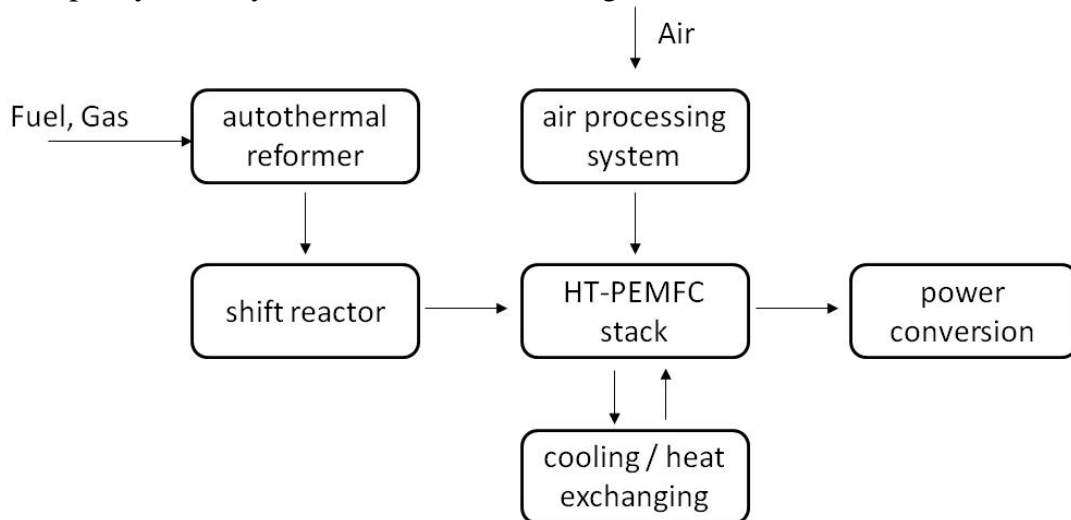 Air
Fuel, Gas
autothermal
reformer
air processing
system
shift reactor
HT-PEMFC
stack
power
conversion
cooling / heat
exchanging